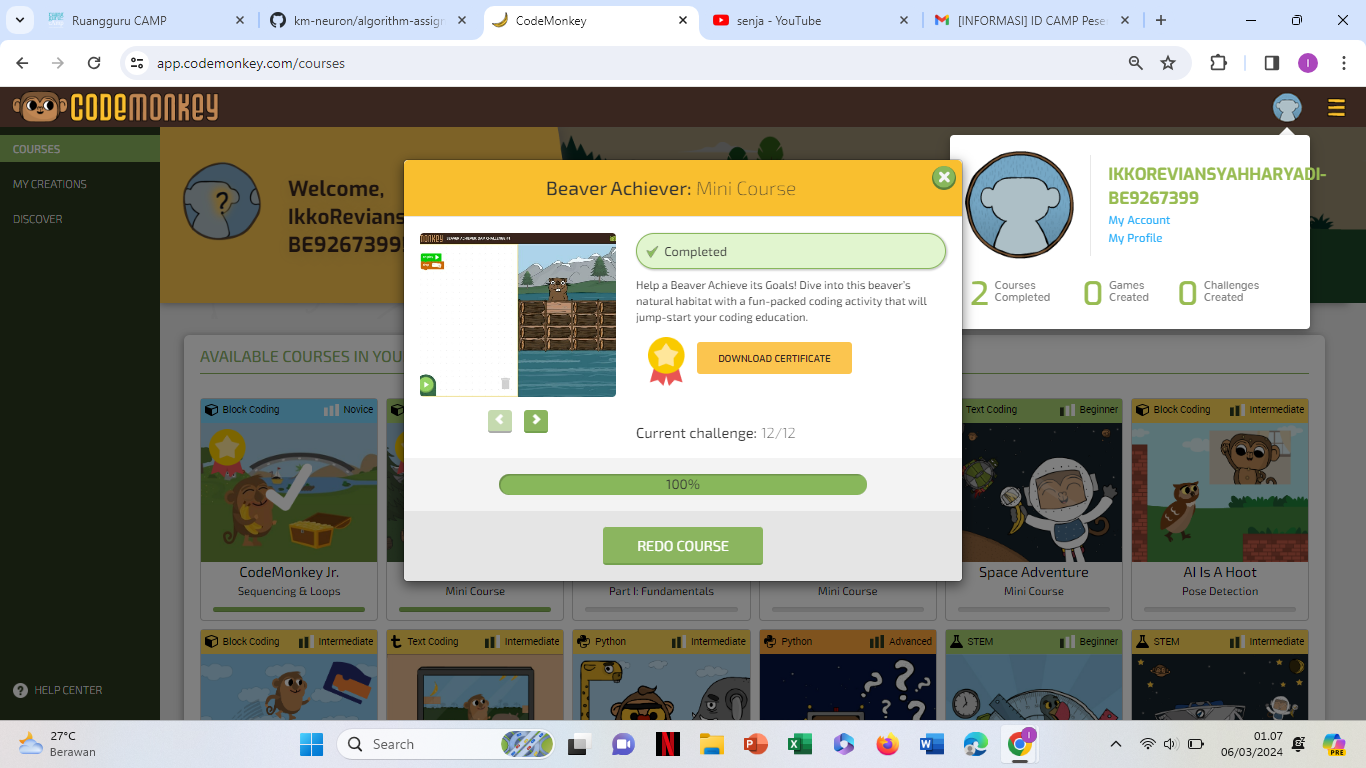 Ruangguru CAMP
km-neuron/algorithm-assign
CodeMonkey
senja - YouTube
[INFORMASI] ID CAMP Pese
app.codemonkey.com/courses
I
CODEMONKEY
COURSES
MY CREATIONS
DISCOVER
HELP CENTER
Welcome,
IkkoRevians
BE9267399
IKKOREVIANSYAHHARYADI-
BE9267399
My Account
My Profile
2 Courses Completed
0 Games Created
0 Challenges Created
Beaver Achiever: Mini Course
Completed
Help a Beaver Achieve its Goals! Dive into this beaver's
natural habitat with a fun-packed coding activity that will
jump-start your coding education.
DOWNLOAD CERTIFICATE
Current challenge: 12/12
100%
REDO COURSE
AVAILABLE COURSES IN YOU
Block Coding Novice
Text Coding Beginner
Block Coding Intermediate
CodeMonkey Jr.
Sequencing & Loops
Mini Course
Part I: Fundamentals
Mini Course
Space Adventure
Mini Course
AI Is A Hoot
Pose Detection
Block Coding Intermediate
Text Coding Intermediate
Python Intermediate
Python Advanced
STEM Beginner
STEM Intermediate
27°C
Berawan
Search
01.07
06/03/2024
PRE